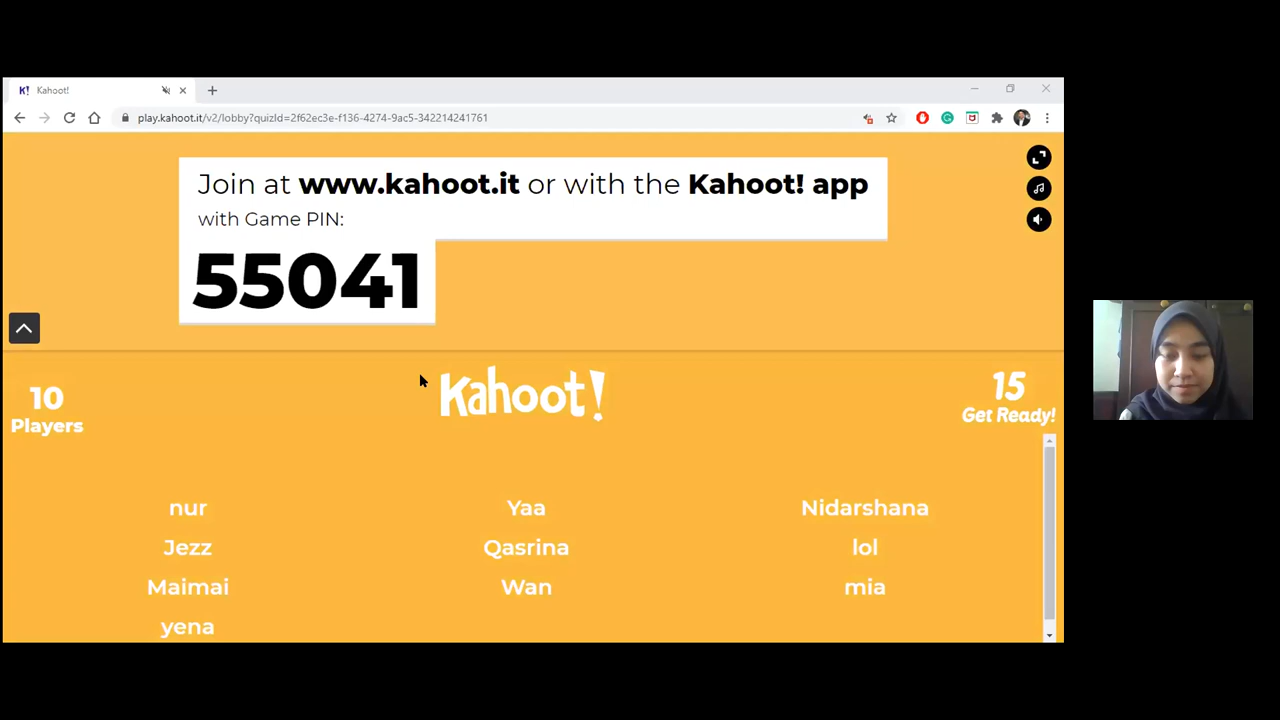 K! Kahoot!
play.kahoot.it/v2/lobby?quizId=2f62ec3e-f136-4274-9ac5-342214241761
Join at www.kahoot.it or with the Kahoot! app
with Game PIN:
55041
10
Players
Kahoot!
15
Get Ready!
nur Yaa Nidarshana
Jezz Qasrina lol
Maimai Wan mia
yena